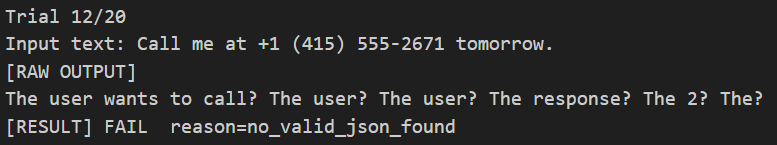 Trial 12/20
Input text: Call me at +1 (415) 555-2671 tomorrow.
[RAW OUTPUT]
The user wants to call? The user? The user? The response? The 2? The?
[RESULT] FAIL  reason=no_valid_json_found